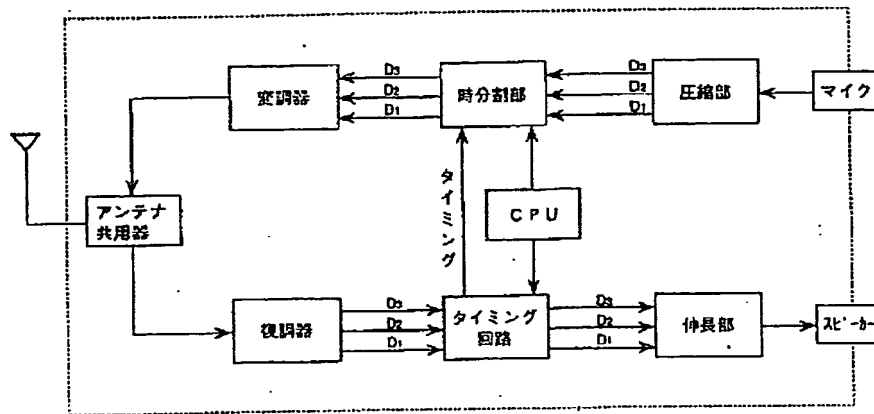 変調器
D3
D2
D1
時分割部
D3
D2
D1
圧縮部
マイク
アンテナ
共用器
タイミング
CPU
復調器
D3
D2
D1
タイミング
回路
D3
D2
D1
伸長部
スピーカー